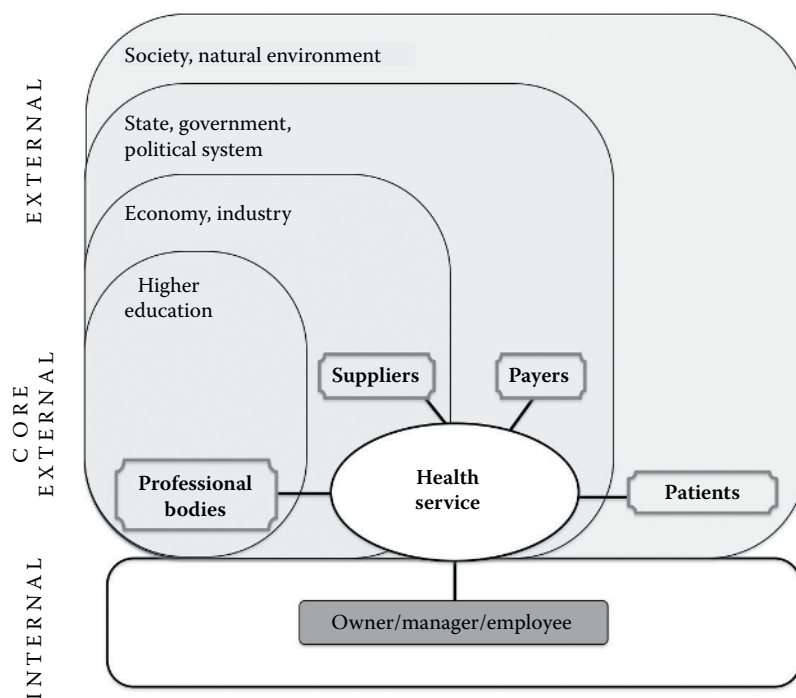 EXTERNAL
Society, natural environment
State, government,
political system
Economy, industry
Higher
education
CORE
EXTERNAL
Suppliers
Payers
Professional
bodies
Health
service
Patients
INTERNAL
Owner/manager/employee